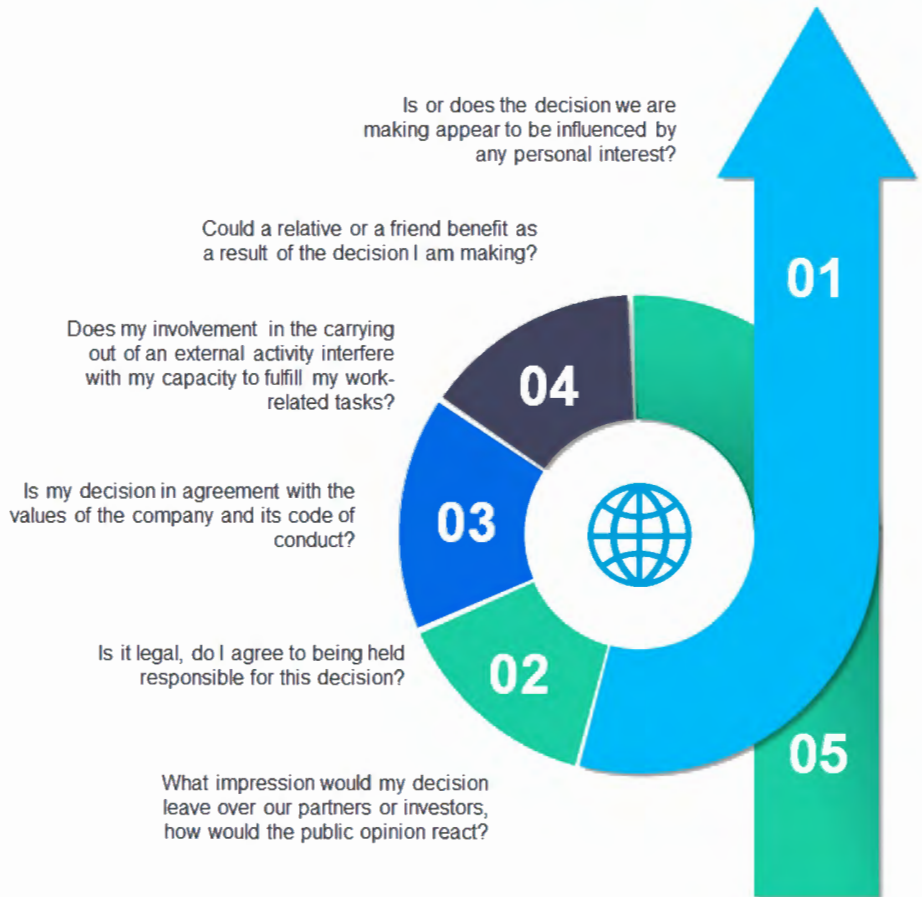 Is or does the decision we are
making appear to be influenced by
any personal interest?
Could a relative or a friend benefit as
a result of the decision I am making?
01
Does my involvement in the carrying
out of an external activity interfere
with my capacity to fulfill my work-
related tasks?
04
Is my decision in agreement with the
values of the company and its code of
conduct?
03
Is it legal, do I agree to being held
responsible for this decision?
02
What impression would my decision
leave over our partners or investors,
how would the public opinion react?
05